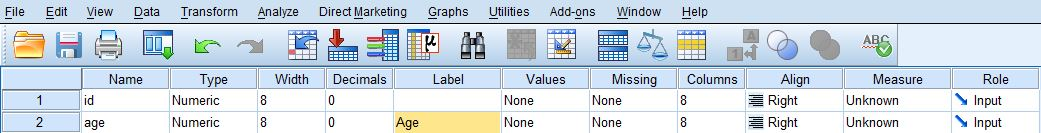 File Edit View Data Transform Analyze Direct Marketing Graphs Utilities Add-ons Window Help
1 A ABC
Name Type Width Decimals Label Values Missing Columns Align Measure Role
1 id Numeric 8 0 None None 8 Right Unknown Input
2 age Numeric 8 0 Age None None 8 Right Unknown Input